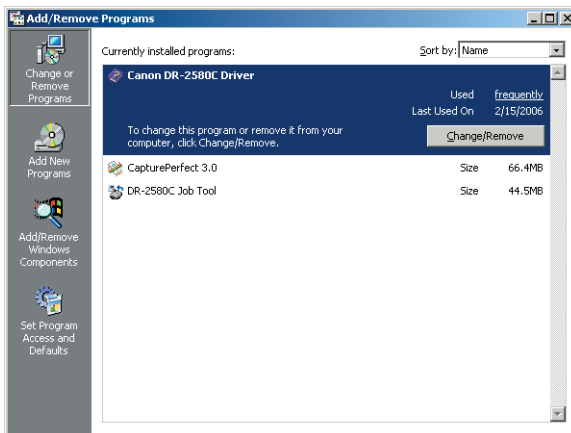 Add/Remove Programs
Change or
Remove
Programs
Add New
Programs
Add/Remove
Windows
Components
Set Program
Access and
Defaults
Currently installed programs:
Sort by: Name
Canon DR-2580C Driver
Used frequently
Last Used On 2/15/2006
To change this program or remove it from your
computer, click Change/Remove.
Change/Remove
CapturePerfect 3.0 Size 66.4MB
DR-2580C Job Tool Size 44.5MB